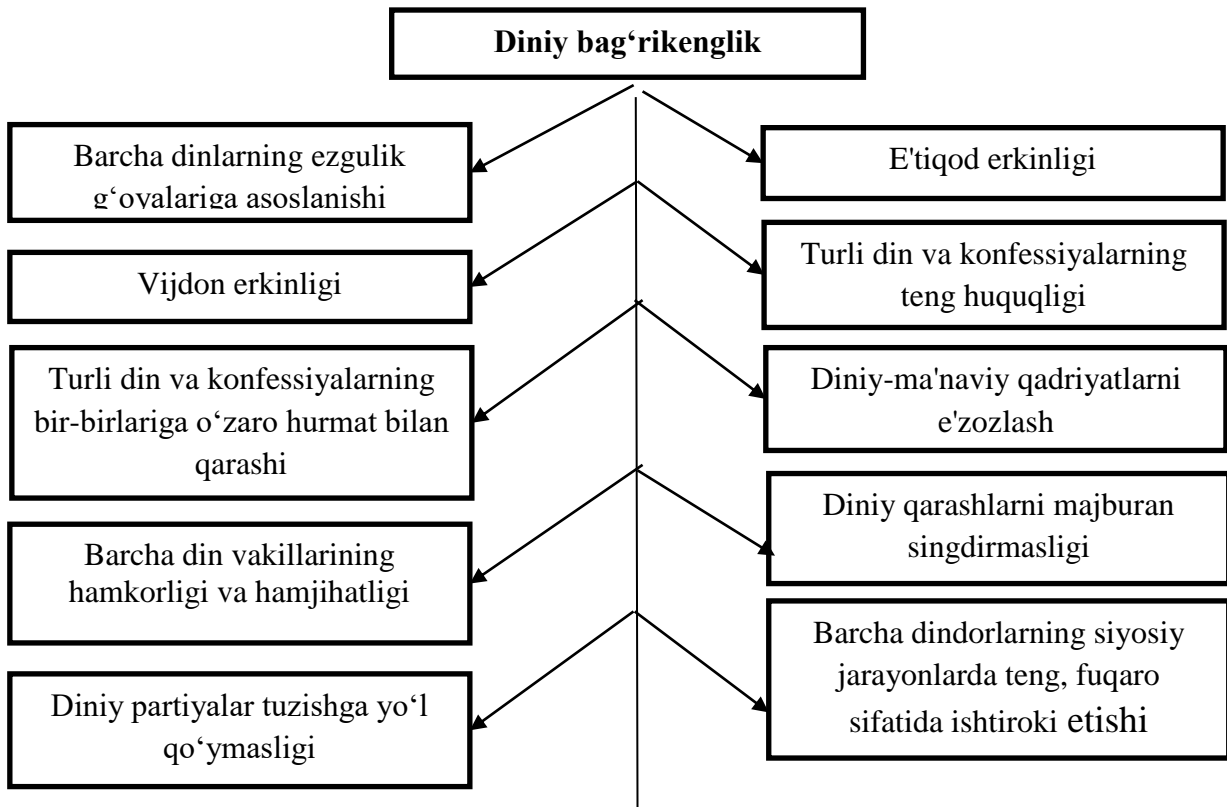 Diniy bag‘rikenglik
Barcha dinlarning ezgulik
g‘oyalariga asoslanishi
E'tiqod erkinligi
Vijdon erkinligi
Turli din va konfessiyalarning
teng huquqligi
Turli din va konfessiyalarning
bir-birlariga o‘zaro hurmat bilan
qarashi
Diniy-ma'naviy qadriyatlarni
e'zozlash
Barcha din vakillarining
hamkorligi va hamjihatligi
Diniy qarashlarni majburan
singdirmasligi
Diniy partiyalar tuzishga yo‘l
qo‘ymasligi
Barcha dindorlarning siyosiy
jarayonlarda teng, fuqaro
sifatida ishtiroki etishi